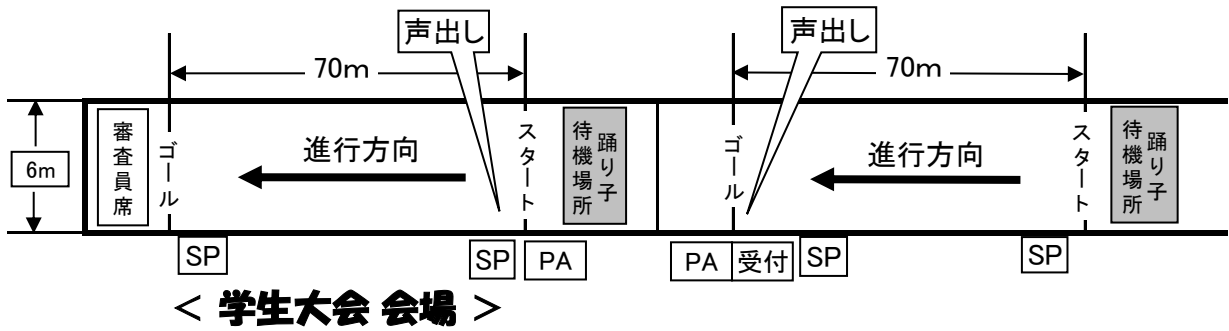 声出し
声出し
70m
70m
審査員席
ゴール
進行方向
スタート
踊り子
待機場所
ゴール
進行方向
スタート
踊り子
待機場所
6m
SP
SP
PA
PA
受付
SP
SP
< 学生大会 会場 >